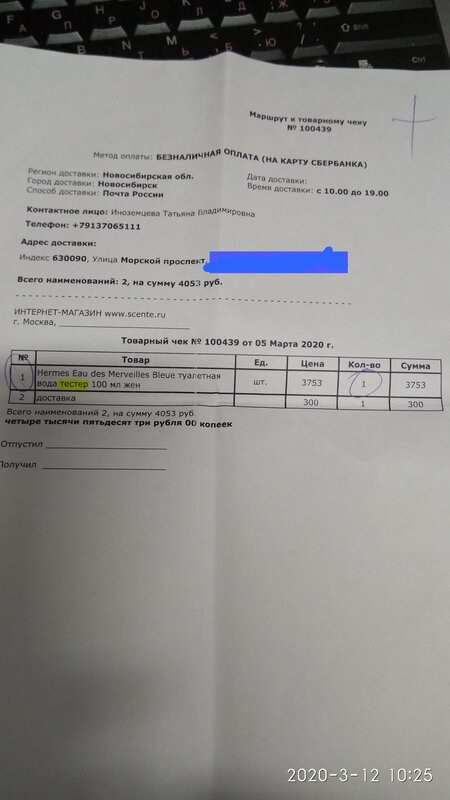 Маршрут к товарному чеку
№ 100439
Метод оплаты: БЕЗНАЛИЧНАЯ ОПЛАТА (НА КАРТУ СБЕРБАНКА)
Регион доставки: Новосибирская обл.
Город доставки: Новосибирск
Способ доставки: Почта России
Дата доставки:
Время доставки: с 10.00 до 19.00
Контактное лицо: Иноземцева Татьяна Владимировна
Телефон: +79137065111
Адрес доставки:
Индекс 630090, Улица Морской проспект,
Всего наименований: 2, на сумму 4053 руб.
ИНТЕРНЕТ-МАГАЗИН www.scente.ru
г. Москва,
Товарный чек № 100439 от 05 Марта 2020 г.
№ Товар Ед. Цена Кол-во Сумма
1 Hermes Eau des Merveilles Bleue туалетная
вода тестер 100 мл жен шт. 3753 1 3753
2 доставка 300 1 300
Всего наименований 2, на сумму 4053 руб.
четыре тысячи пятьдесят три рубля 00 копеек
Отпустил
Получил
Shift
Ctrl
2020-3-12 10:25